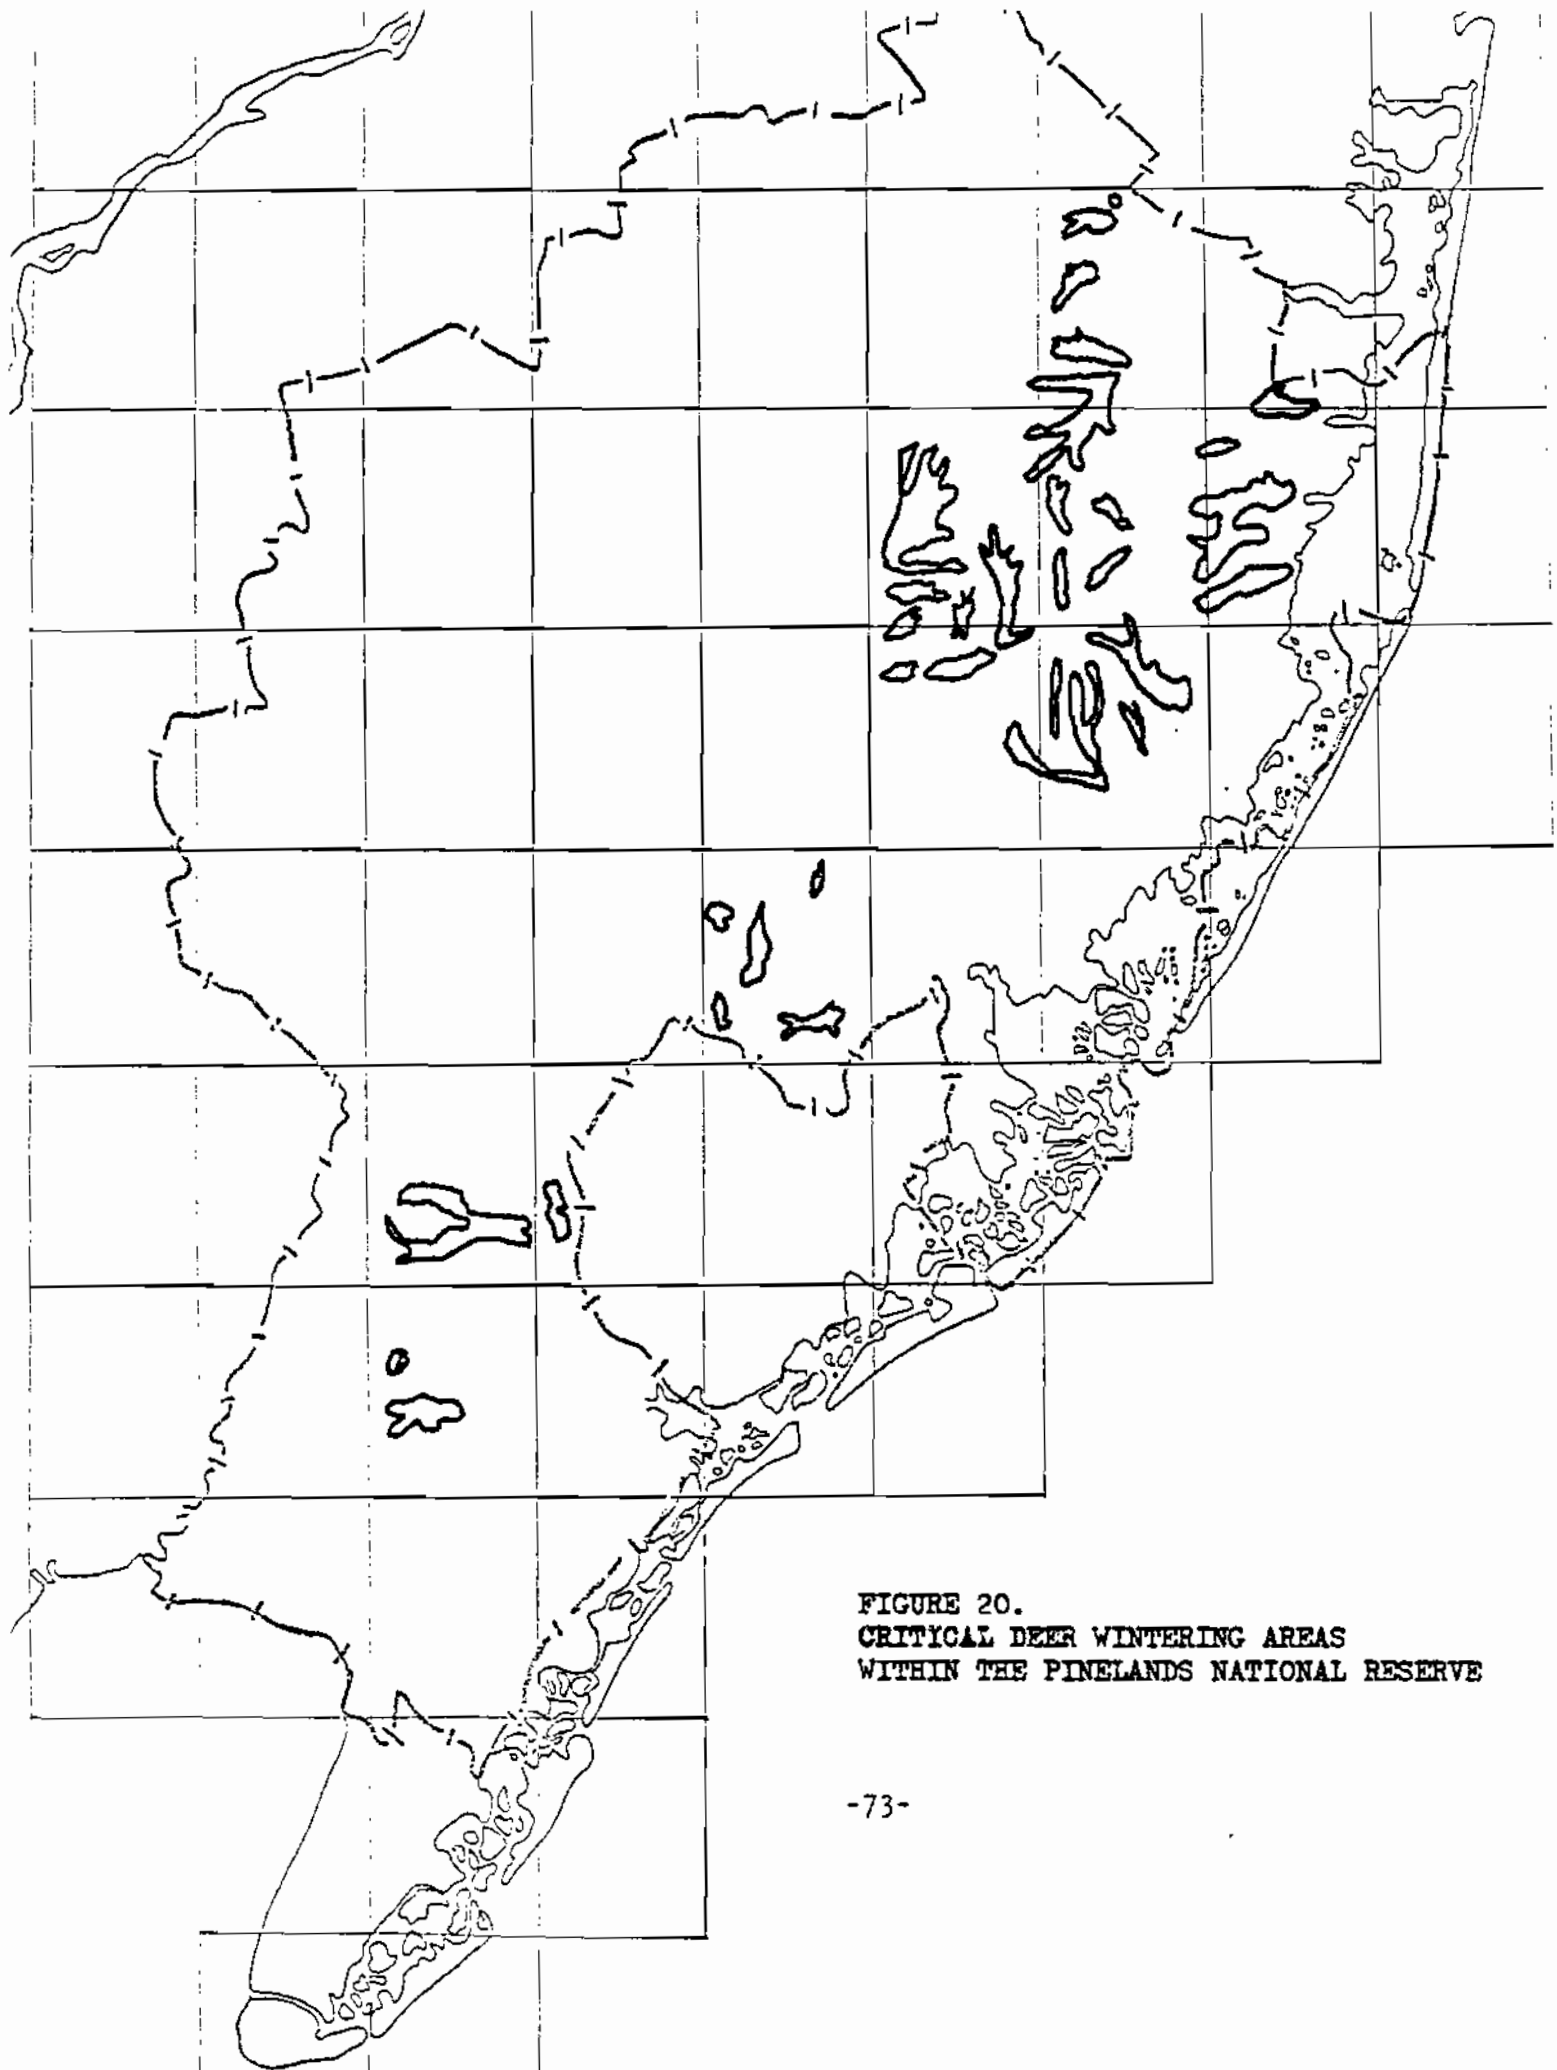 FIGURE 20.
CRITICAL DEER WINTERING AREAS
WITHIN THE PINELANDS NATIONAL RESERVE
-73-